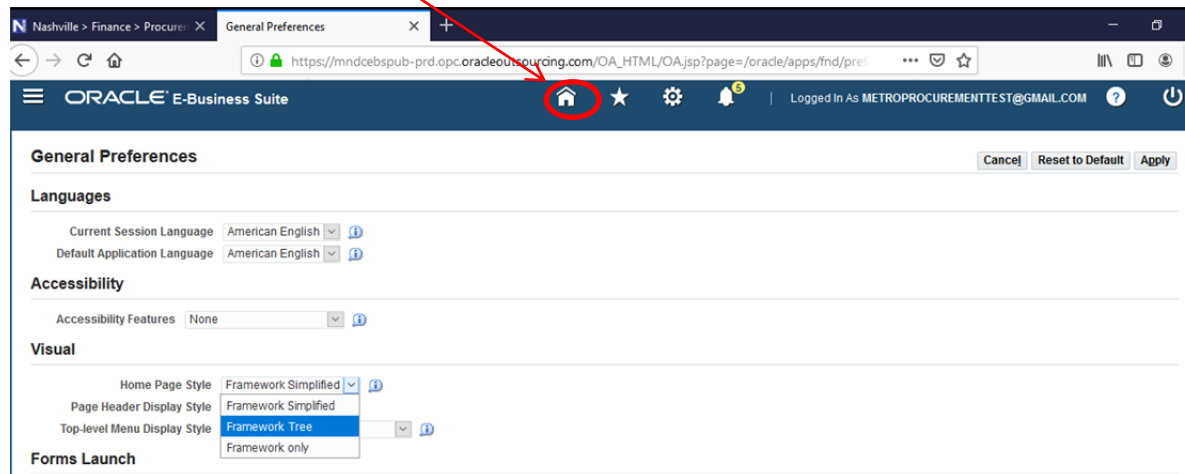 Nashville > Finance > Procuren
General Preferences
https://mndcebspub-prd.opc.oracleoutsourcing.com/OA_HTML/OA.jsp?page=/oracle/apps/fnd/pref
ORACLE E-Business Suite
5
Logged In As METROPROCUREMENTTEST@GMAIL.COM
?
General Preferences
Cancel Reset to Default Apply
Languages
Current Session Language American English
Default Application Language American English
Accessibility
Accessibility Features None
Visual
Home Page Style Framework Simplified
Page Header Display Style Framework Simplified
Top-level Menu Display Style Framework Tree
Framework only
Forms Launch